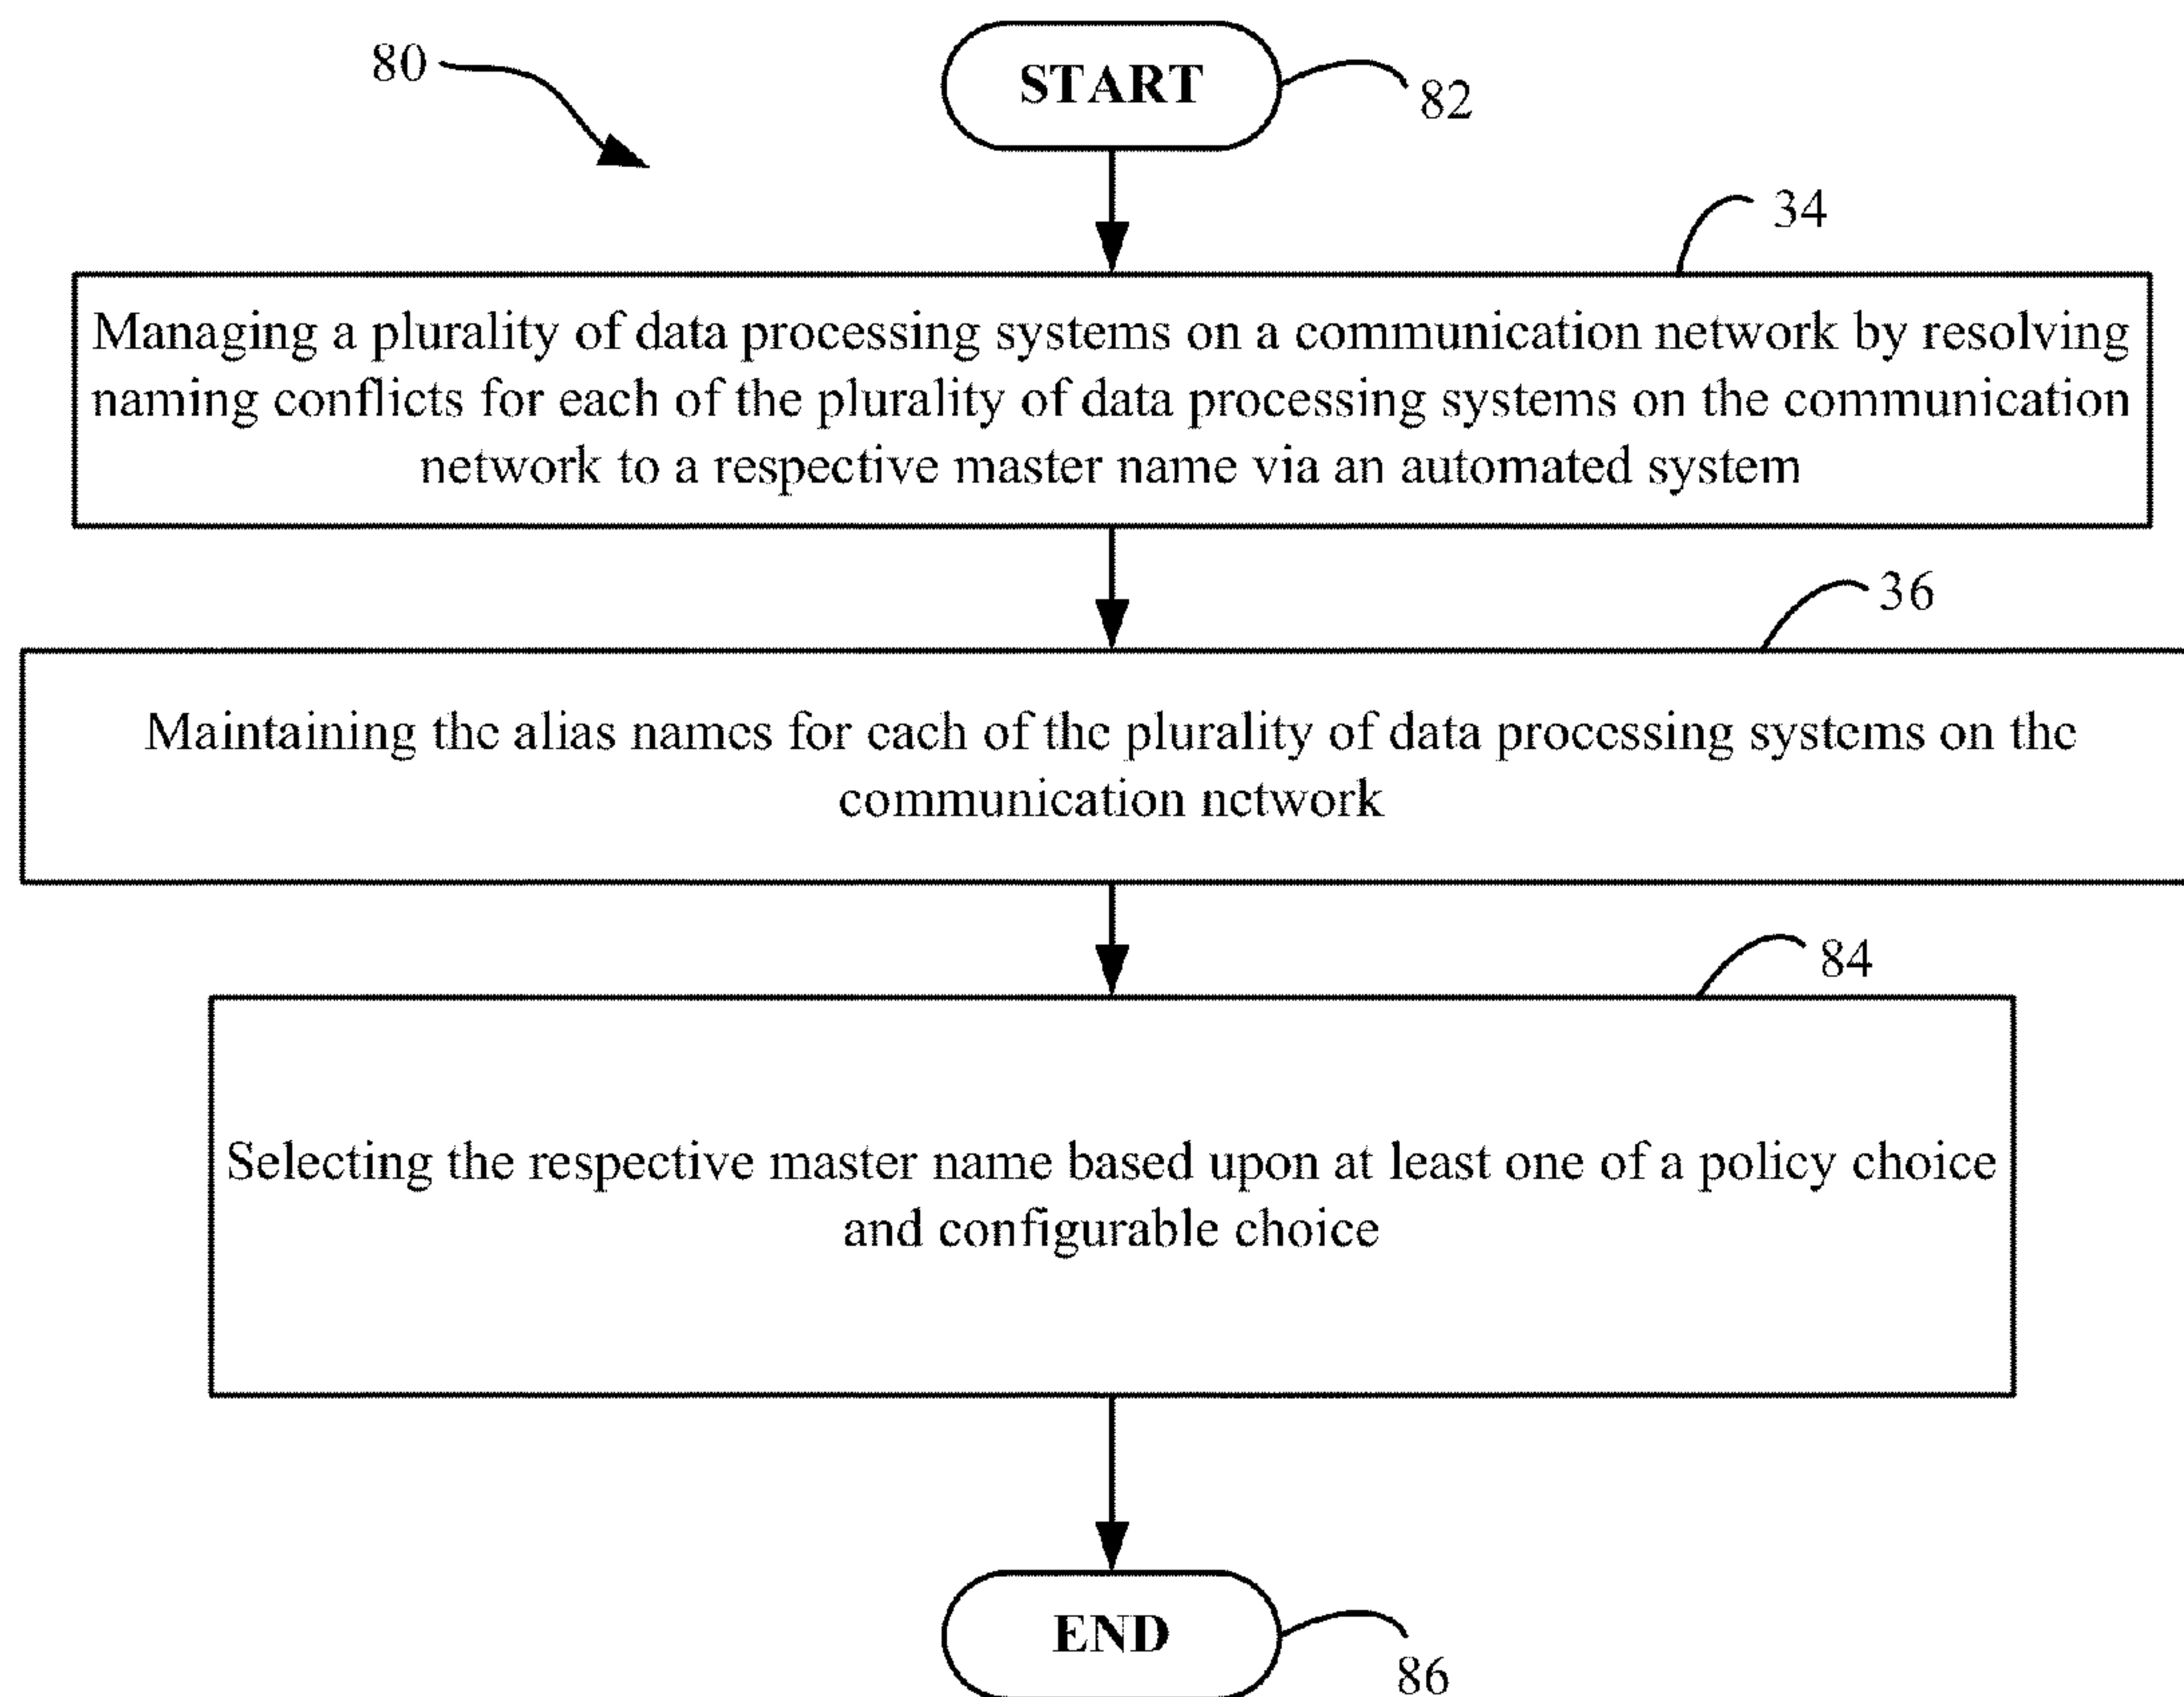 80
START
82
34
Managing a plurality of data processing systems on a communication network by resolving
naming conflicts for each of the plurality of data processing systems on the communication
network to a respective master name via an automated system
36
Maintaining the alias names for each of the plurality of data processing systems on the
communication network
84
Selecting the respective master name based upon at least one of a policy choice
and configurable choice
END
86